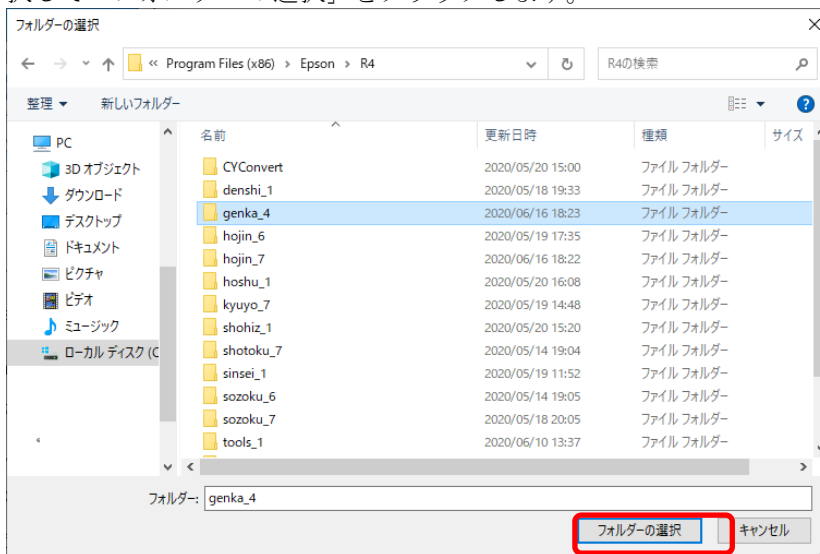 フォルダーの選択
« Program Files (x86) › Epson › R4
R4の検索
整理 新しいフォルダー
名前 更新日時 種類 サイズ
PC
3D オブジェクト
ダウンロード
デスクトップ
ドキュメント
ピクチャ
ビデオ
ミュージック
ローカル ディスク (C
CYConvert 2020/05/20 15:00 ファイル フォルダー
denshi_1 2020/05/18 19:33 ファイル フォルダー
genka_4 2020/06/16 18:23 ファイル フォルダー
hojin_6 2020/05/19 17:35 ファイル フォルダー
hojin_7 2020/06/16 18:22 ファイル フォルダー
hoshu_1 2020/05/20 16:08 ファイル フォルダー
kyuyo_7 2020/05/19 14:48 ファイル フォルダー
shohiz_1 2020/05/20 15:20 ファイル フォルダー
shotoku_7 2020/05/14 19:04 ファイル フォルダー
sinsei_1 2020/05/19 11:52 ファイル フォルダー
sozoku_6 2020/05/14 19:05 ファイル フォルダー
sozoku_7 2020/05/18 20:05 ファイル フォルダー
tools_1 2020/06/10 13:37 ファイル フォルダー
フォルダー: genka_4
フォルダーの選択 キャンセル